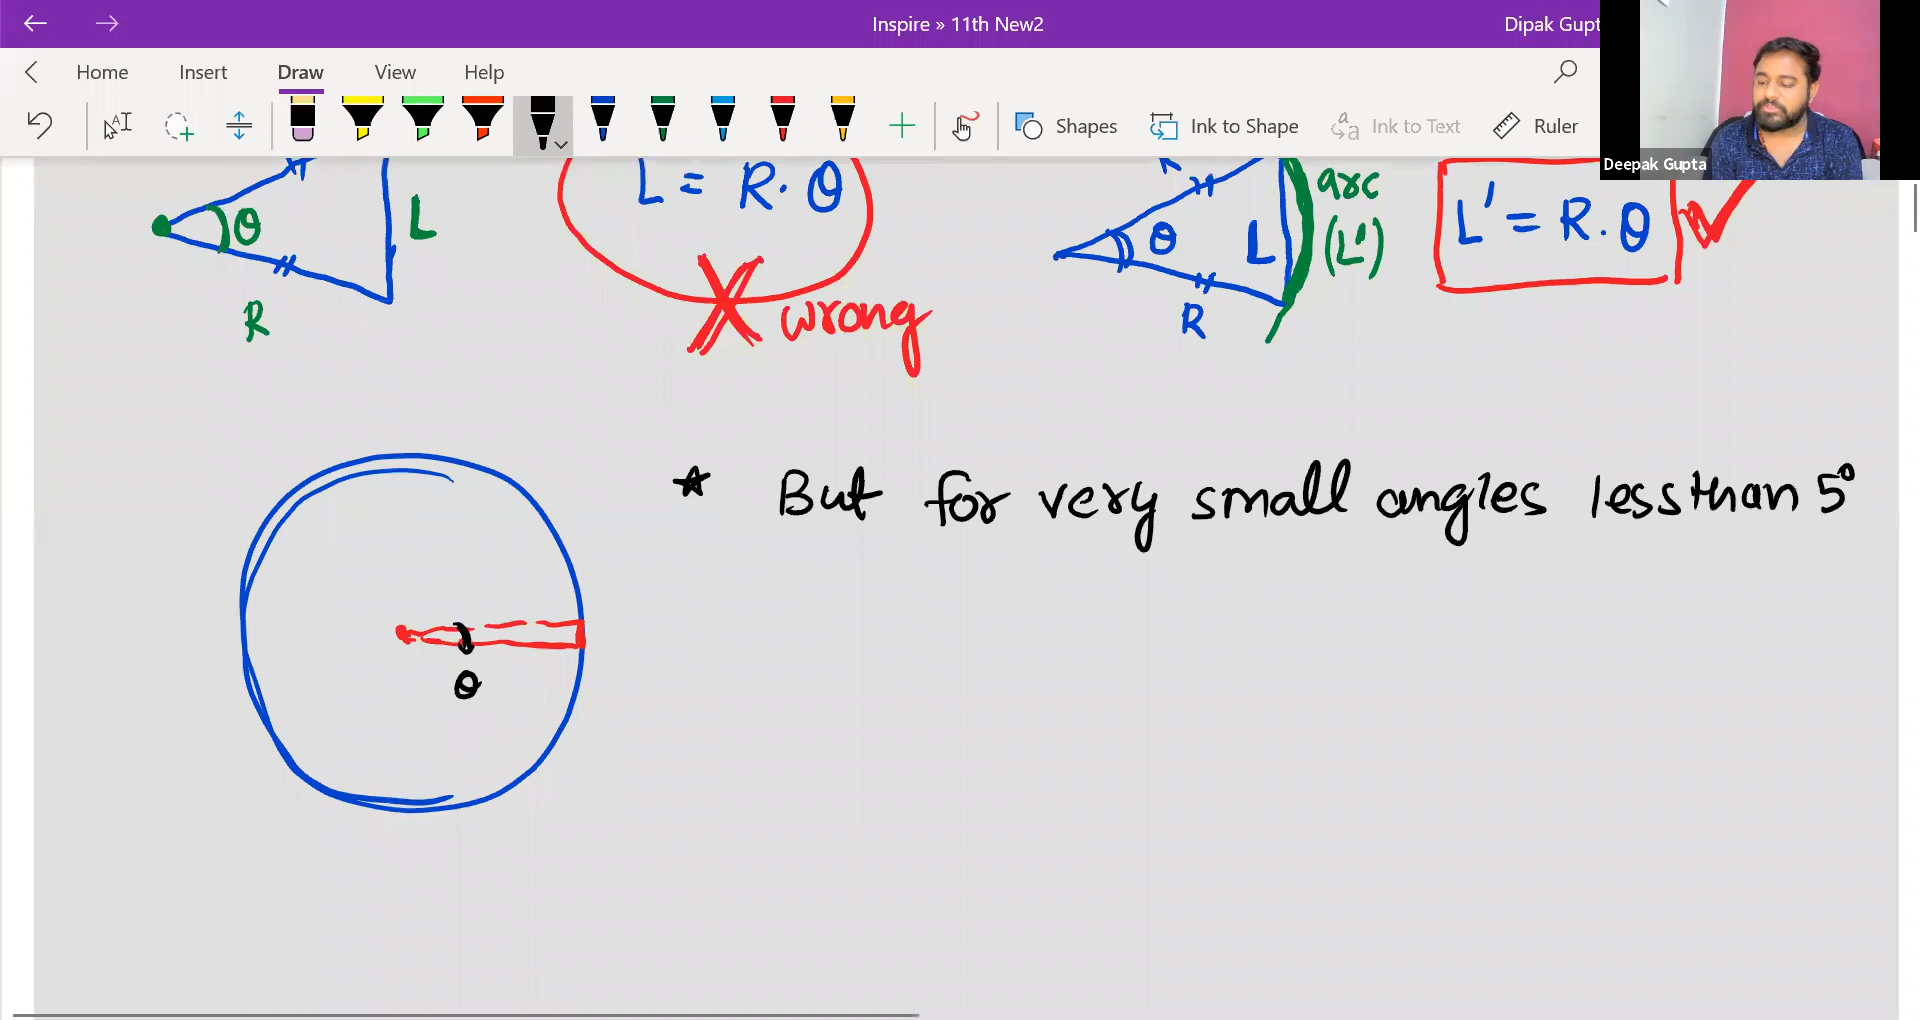 Inspire » 11th New2
Dipak Gupt
Home Insert Draw View Help
Shapes Ink to Shape Ink to Text Ruler
Deepak Gupta
θ L R
L = R. θ
wrong
R θ L R
arc
(L')
L' = R. θ
* But for very small angles less than 5°
θ